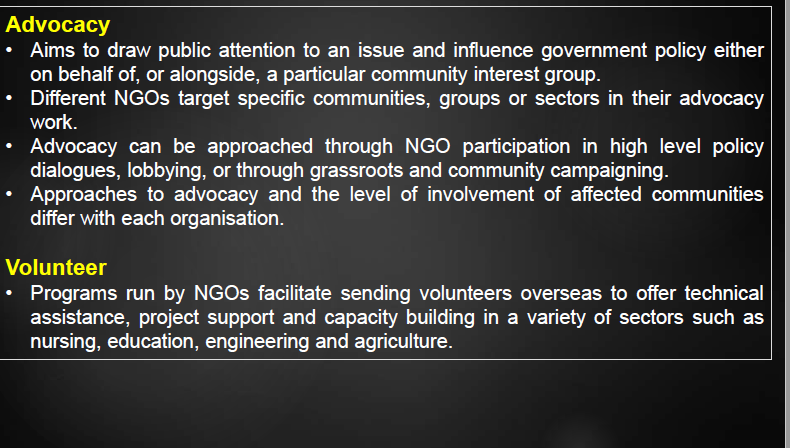 Advocacy
• Aims to draw public attention to an issue and influence government policy either
on behalf of, or alongside, a particular community interest group.
• Different NGOs target specific communities, groups or sectors in their advocacy
work.
• Advocacy can be approached through NGO participation in high level policy
dialogues, lobbying, or through grassroots and community campaigning.
• Approaches to advocacy and the level of involvement of affected communities
differ with each organisation.
Volunteer
• Programs run by NGOs facilitate sending volunteers overseas to offer technical
assistance, project support and capacity building in a variety of sectors such as
nursing, education, engineering and agriculture.